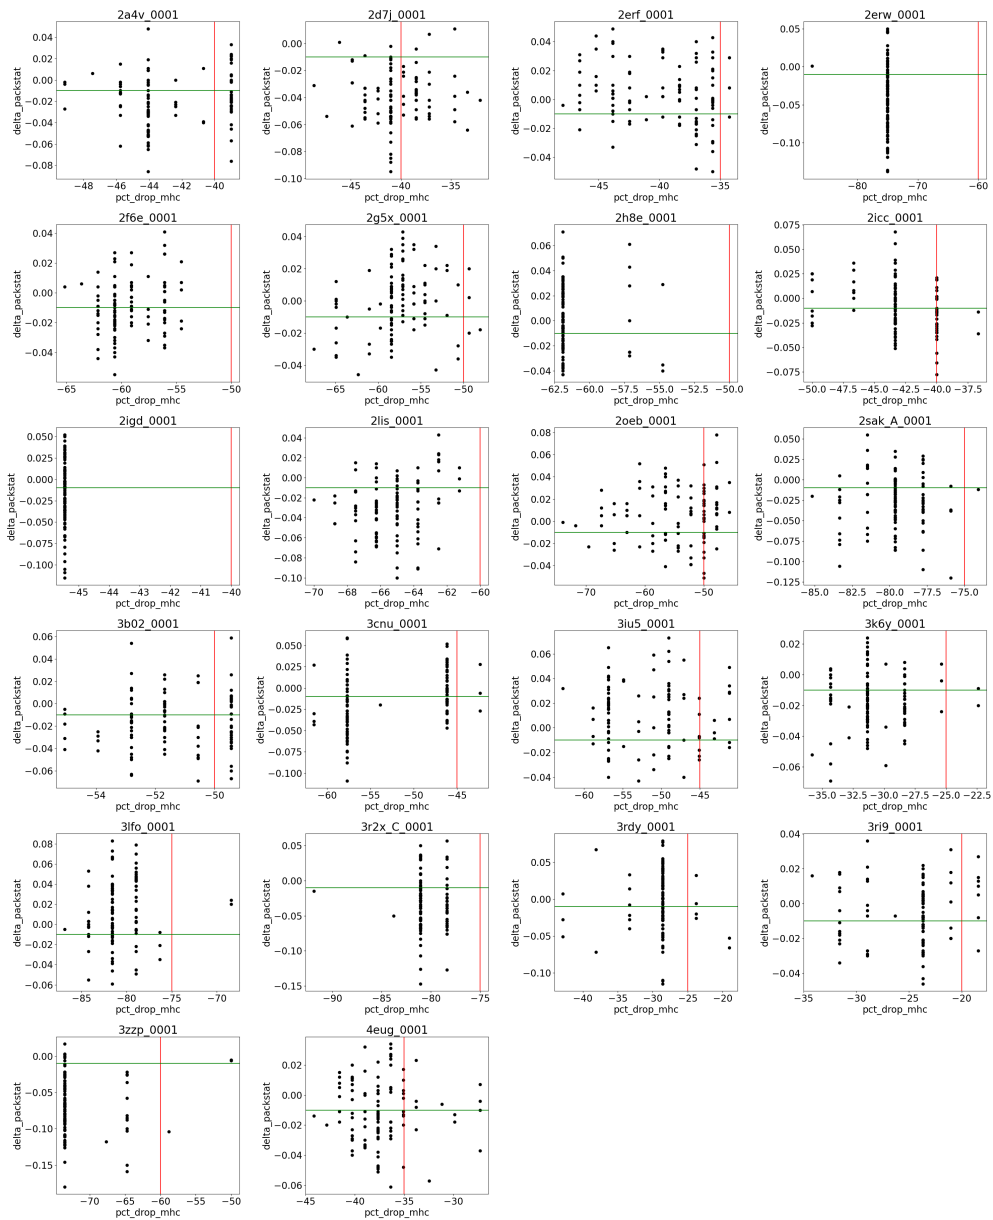 2a4v_0001
0.04
0.02
0.00
−0.02
−0.04
−0.06
−0.08
delta_packstat
−48 −46 −44 −42 −40
pct_drop_mhc
2d7j_0001
0.00
−0.02
−0.04
−0.06
−0.08
−0.10
delta_packstat
−45 −40 −35
pct_drop_mhc
2erf_0001
0.04
0.02
0.00
−0.02
−0.04
delta_packstat
−45 −40 −35
pct_drop_mhc
2erw_0001
0.05
0.00
−0.05
−0.10
delta_packstat
−80 −70 −60
pct_drop_mhc
2f6e_0001
0.04
0.02
0.00
−0.02
−0.04
delta_packstat
−65 −60 −55 −50
pct_drop_mhc
2g5x_0001
0.04
0.02
0.00
−0.02
−0.04
delta_packstat
−65 −60 −55 −50
pct_drop_mhc
2h8e_0001
0.06
0.04
0.02
0.00
−0.02
−0.04
delta_packstat
−62.5 −60.0 −57.5 −55.0 −52.5 −50.0
pct_drop_mhc
2icc_0001
0.075
0.050
0.025
0.000
−0.025
−0.050
−0.075
delta_packstat
−50.0 −47.5 −45.0 −42.5 −40.0 −37.5
pct_drop_mhc
2igd_0001
0.050
0.025
0.000
−0.025
−0.050
−0.075
−0.100
delta_packstat
−45 −44 −43 −42 −41 −40
pct_drop_mhc
2lis_0001
0.04
0.02
0.00
−0.02
−0.04
−0.06
−0.08
−0.10
delta_packstat
−70 −68 −66 −64 −62 −60
pct_drop_mhc
2oeb_0001
0.08
0.06
0.04
0.02
0.00
−0.02
−0.04
delta_packstat
−70 −60 −50
pct_drop_mhc
2sak_A_0001
0.050
0.025
0.000
−0.025
−0.050
−0.075
−0.100
−0.125
delta_packstat
−85.0 −82.5 −80.0 −77.5 −75.0
pct_drop_mhc
3b02_0001
0.06
0.04
0.02
0.00
−0.02
−0.04
−0.06
delta_packstat
−54 −52 −50
pct_drop_mhc
3cnu_0001
0.050
0.025
0.000
−0.025
−0.050
−0.075
−0.100
delta_packstat
−60 −55 −50 −45
pct_drop_mhc
3iu5_0001
0.06
0.04
0.02
0.00
−0.02
−0.04
delta_packstat
−60 −55 −50 −45
pct_drop_mhc
3k6y_0001
0.02
0.00
−0.02
−0.04
−0.06
delta_packstat
−35.0 −32.5 −30.0 −27.5 −25.0 −22.5
pct_drop_mhc
3lfo_0001
0.08
0.06
0.04
0.02
0.00
−0.02
−0.04
−0.06
delta_packstat
−85 −80 −75 −70
pct_drop_mhc
3r2x_C_0001
0.05
0.00
−0.05
−0.10
−0.15
delta_packstat
−90 −85 −80 −75
pct_drop_mhc
3rdy_0001
0.05
0.00
−0.05
−0.10
delta_packstat
−40 −35 −30 −25 −20
pct_drop_mhc
3ri9_0001
0.04
0.02
0.00
−0.02
−0.04
delta_packstat
−35 −30 −25 −20
pct_drop_mhc
3zzp_0001
0.00
−0.05
−0.10
−0.15
delta_packstat
−70 −65 −60 −55 −50
pct_drop_mhc
4eug_0001
0.02
0.00
−0.02
−0.04
−0.06
delta_packstat
−45 −40 −35 −30
pct_drop_mhc